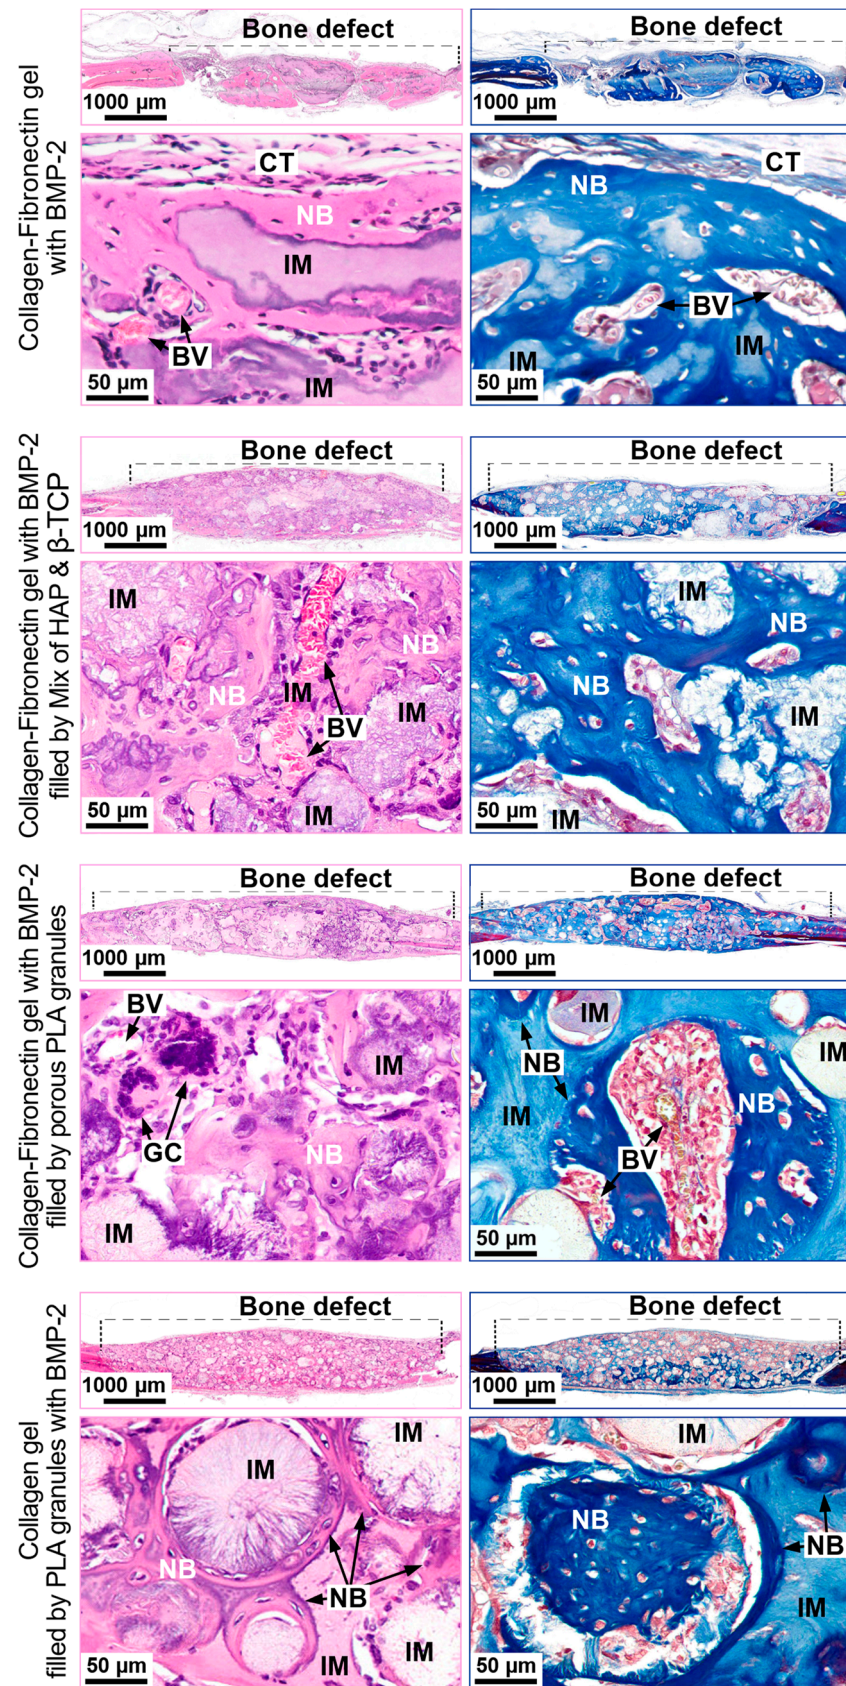 Collagen-Fibronectin gel
with BMP-2
Bone defect
1000 µm
Bone defect
1000 µm
CT
NB
IM
BV
IM
50 µm
CT
NB
BV
IM
IM
50 µm
Collagen-Fibronectin gel with BMP-2
filled by Mix of HAP & β-TCP
Bone defect
1000 µm
Bone defect
1000 µm
IM
NB
NB
IM
IM
BV
IM
50 µm
IM
NB
NB
IM
IM
50 µm
Collagen-Fibronectin gel with BMP-2
filled by porous PLA granules
Bone defect
1000 µm
Bone defect
1000 µm
BV
IM
GC
NB
IM
50 µm
IM
IM
NB
NB
IM
BV
50 µm
Collagen gel
filled by PLA granules with BMP-2
Bone defect
1000 µm
Bone defect
1000 µm
IM
IM
NB
NB
IM
IM
50 µm
IM
NB
NB
IM
50 µm